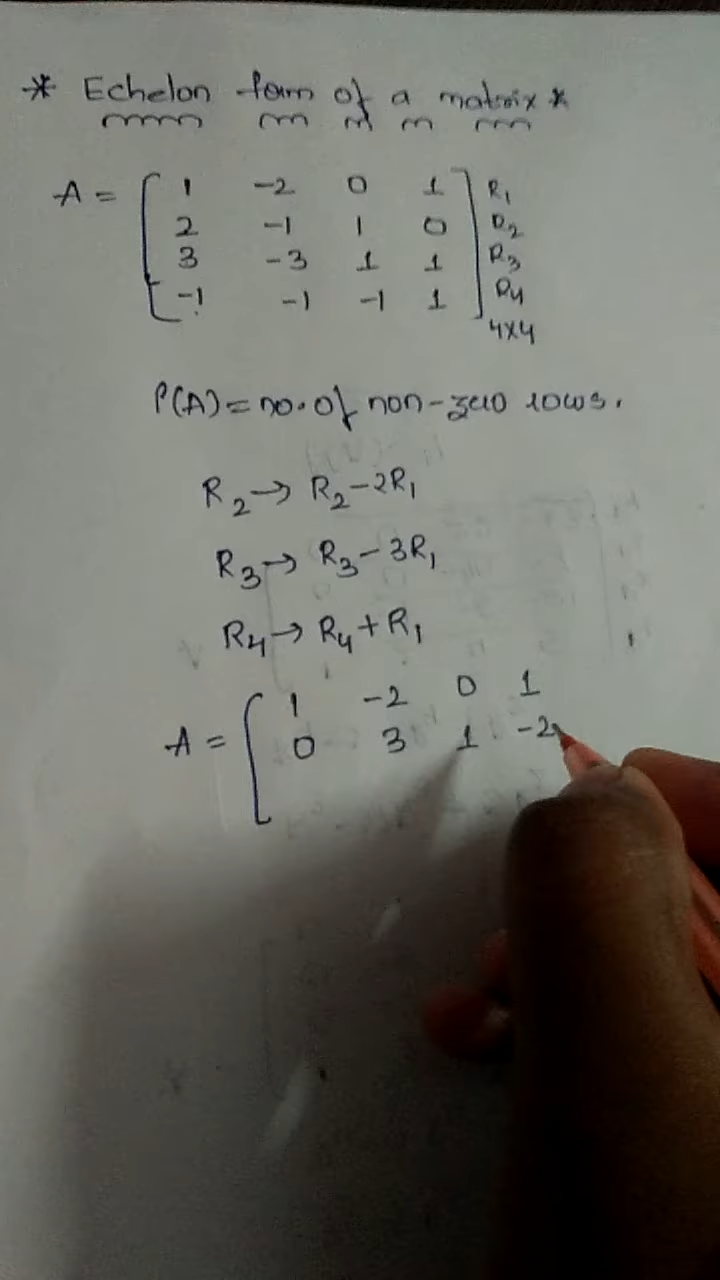 * Echelon form of a matrix *
A = [ 1 -2 0 1 ] R1
2 -1 1 0 R2
3 -3 1 1 R3
-1 -1 -1 1 R4
4x4
P(A) = no. of non-zero rows.
R2 → R2 - 2R1
R3 → R3 - 3R1
R4 → R4 + R1
A = [ 1 -2 0 1
0 3 1 -2